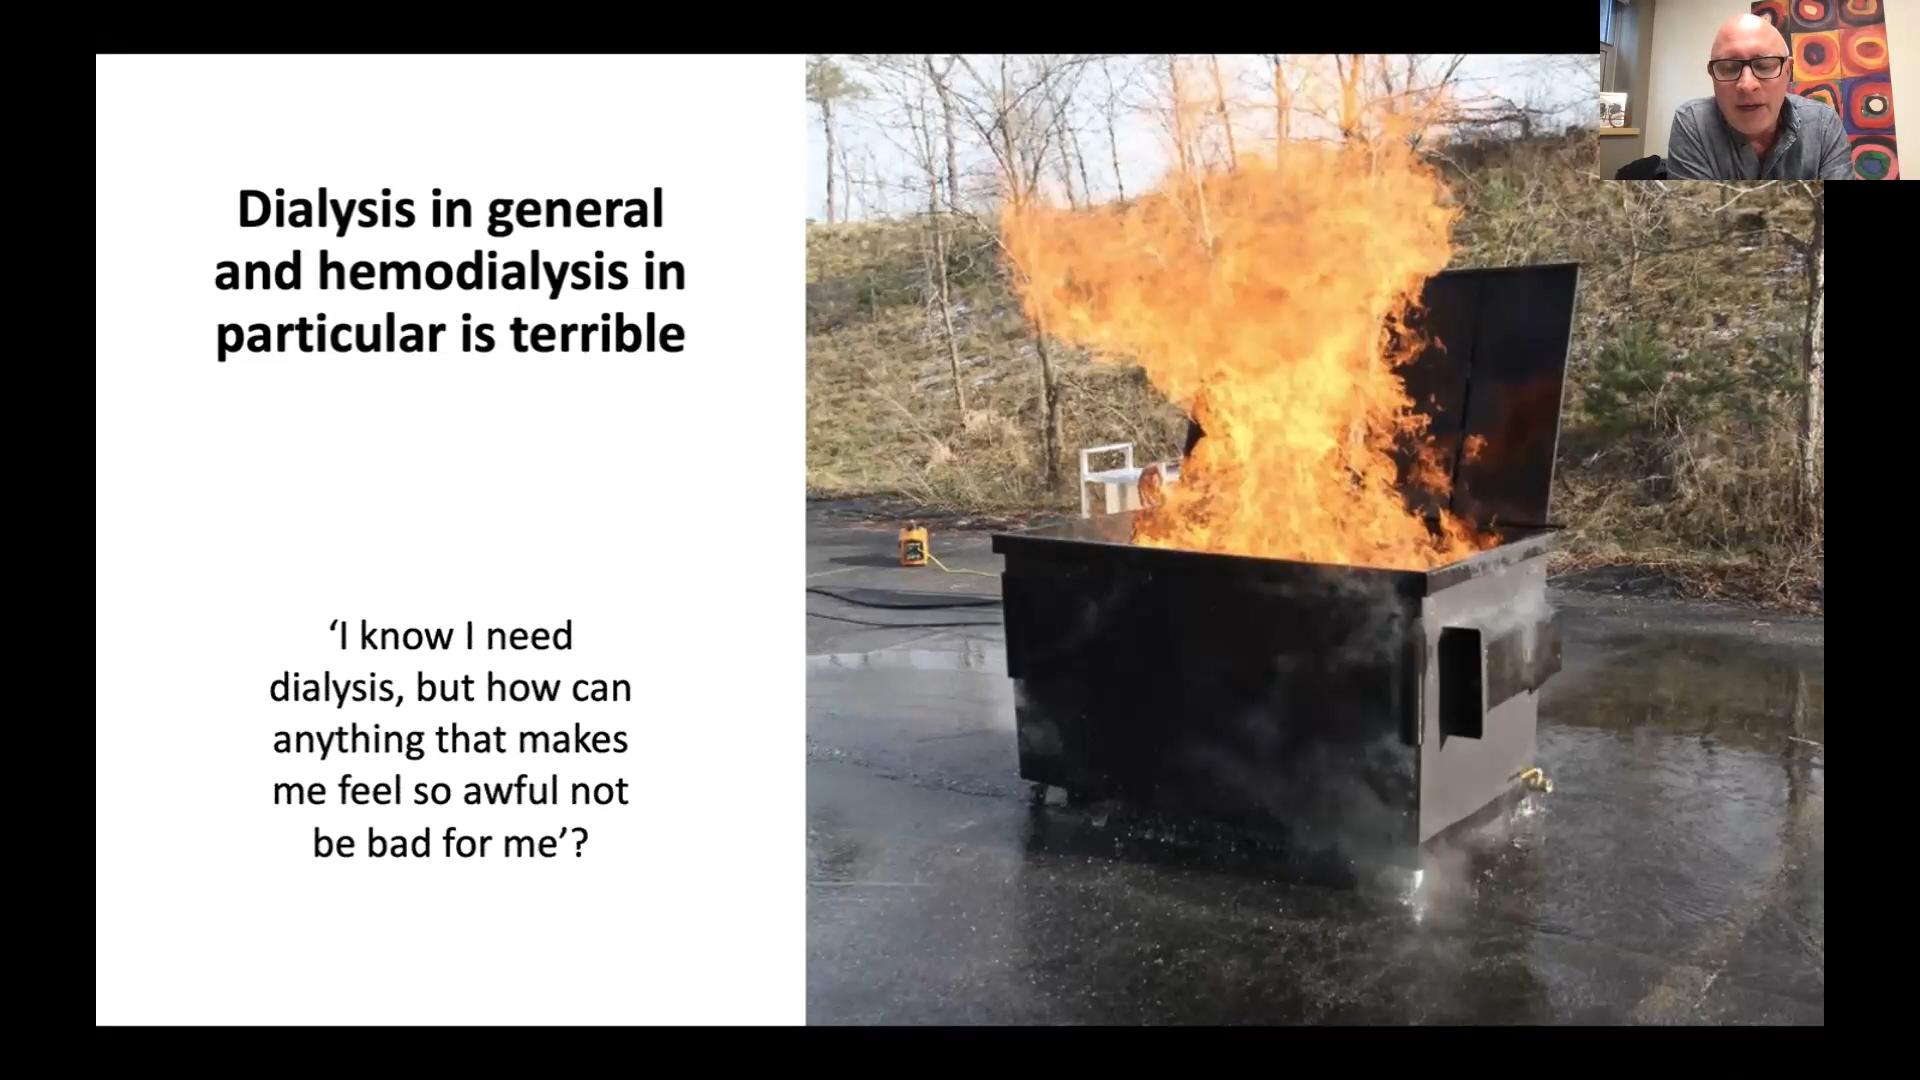 Dialysis in general
and hemodialysis in
particular is terrible
‘I know I need
dialysis, but how can
anything that makes
me feel so awful not
be bad for me’?